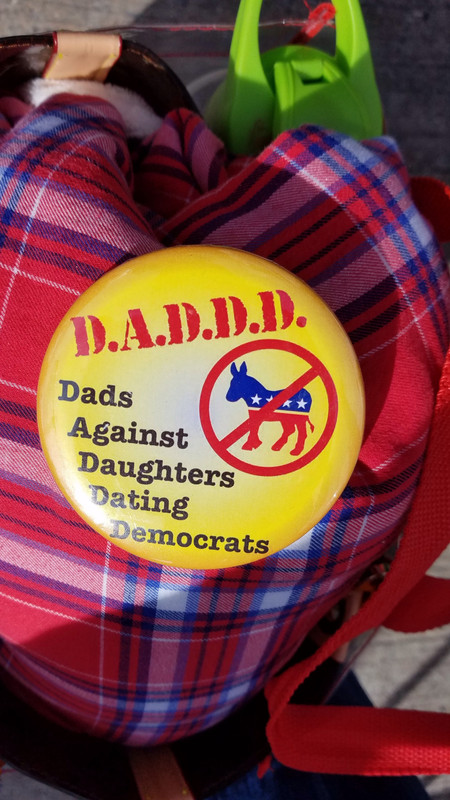 D.A.D.D.D.
Dads
Against
Daughters
Dating
Democrats